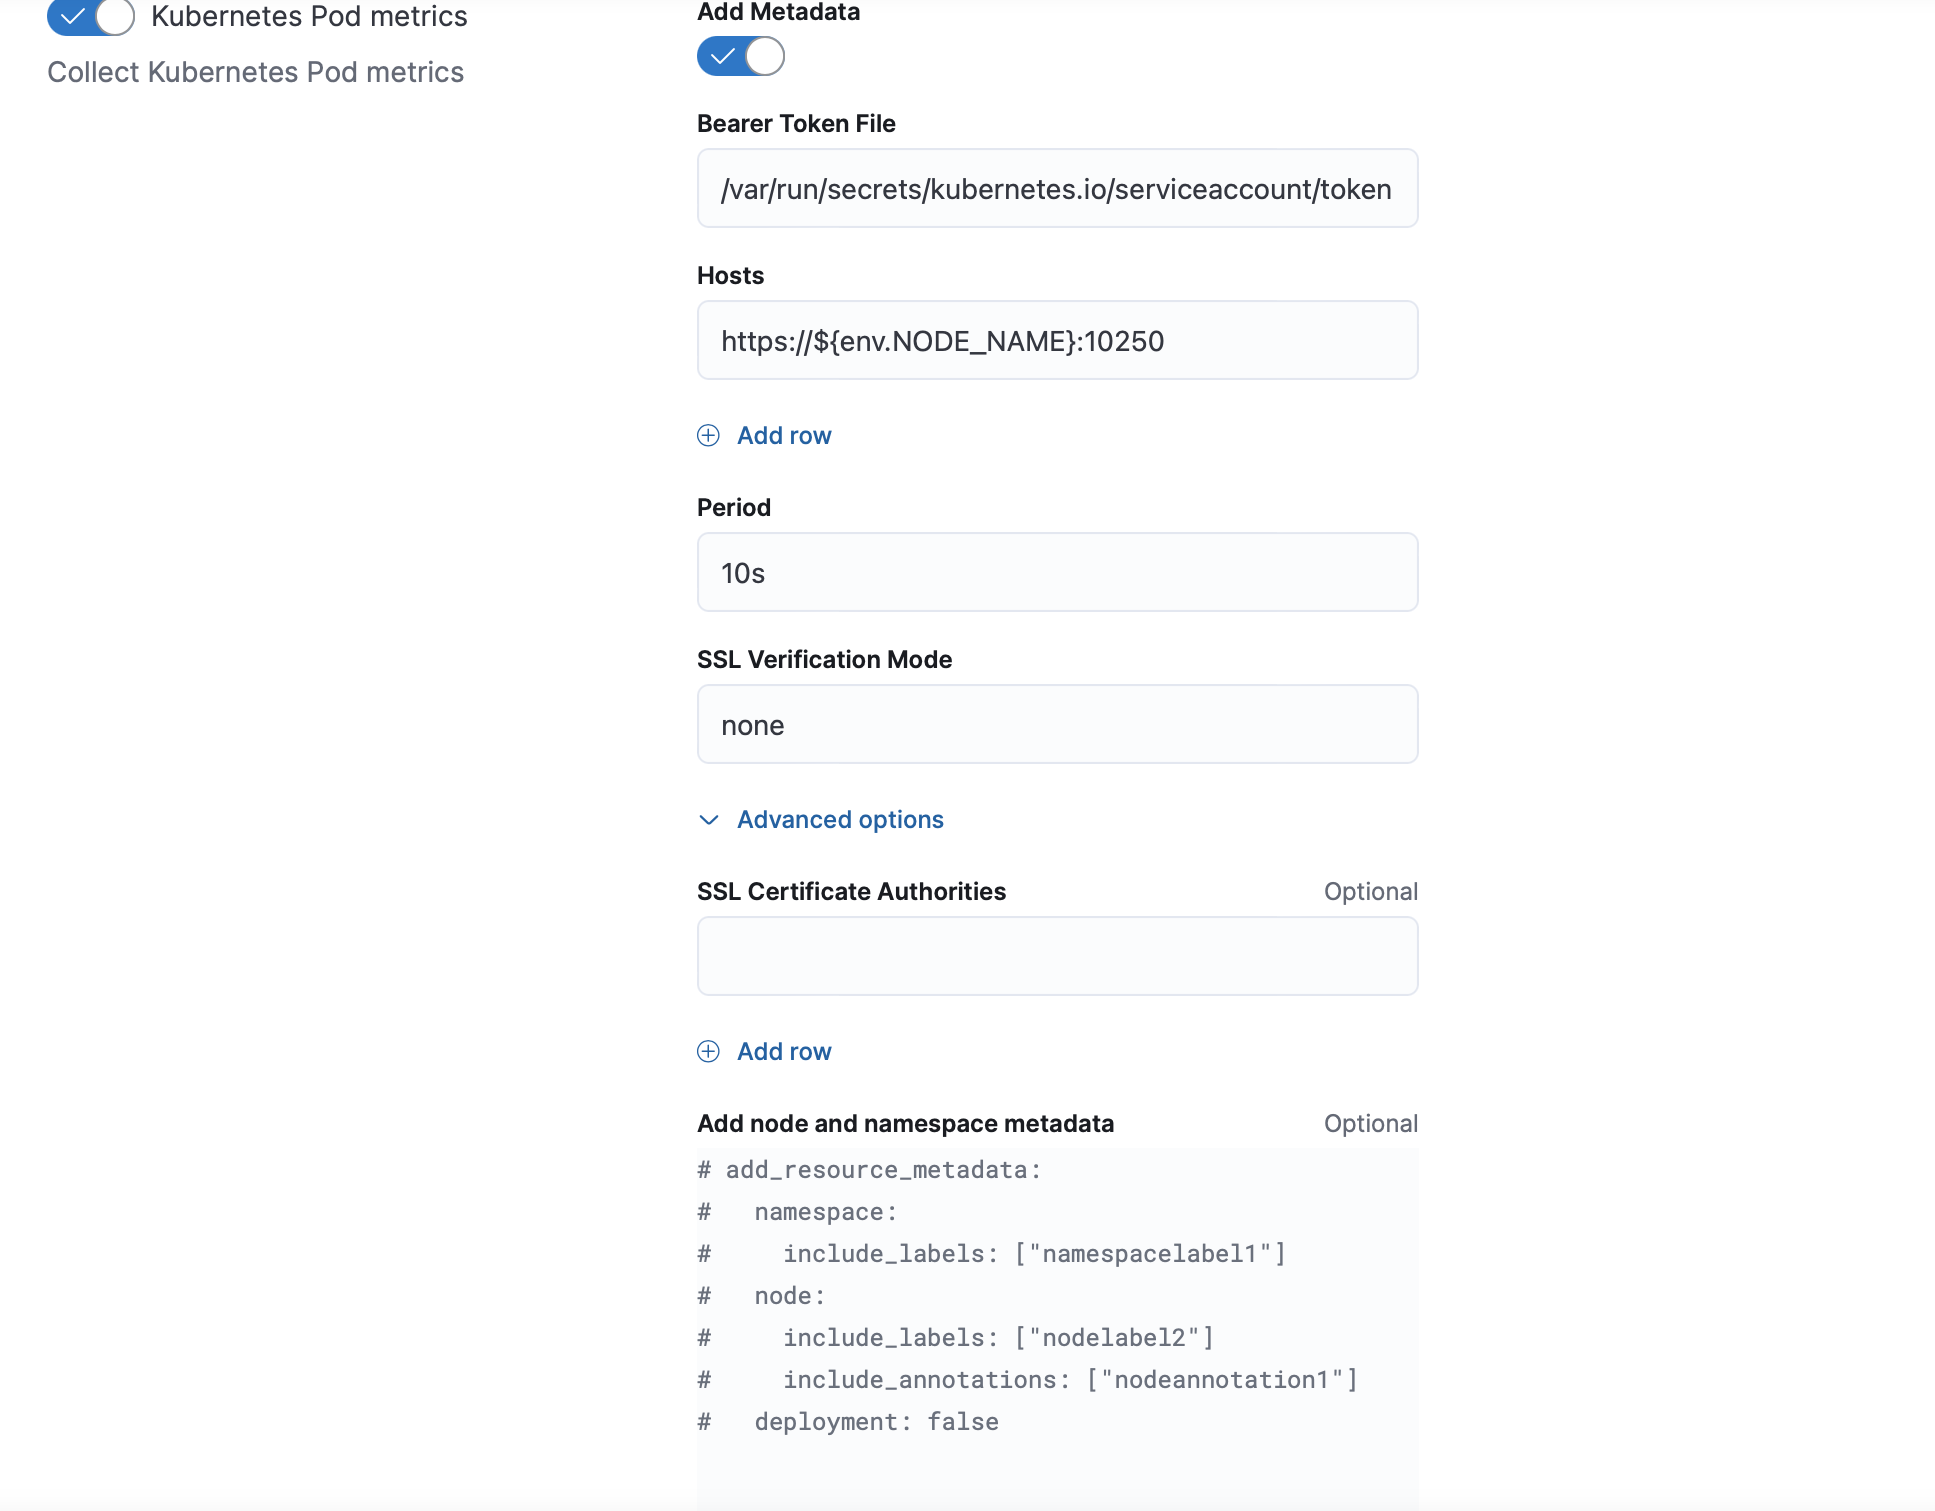 Kubernetes Pod metrics
Collect Kubernetes Pod metrics
Add Metadata
Bearer Token File
/var/run/secrets/kubernetes.io/serviceaccount/token
Hosts
https://${env.NODE_NAME}:10250
Add row
Period
10s
SSL Verification Mode
none
Advanced options
SSL Certificate Authorities Optional
Add row
Add node and namespace metadata Optional
# add_resource_metadata:
#   namespace:
#     include_labels: ["namespacelabel1"]
#   node:
#     include_labels: ["nodelabel2"]
#     include_annotations: ["nodeannotation1"]
#   deployment: false